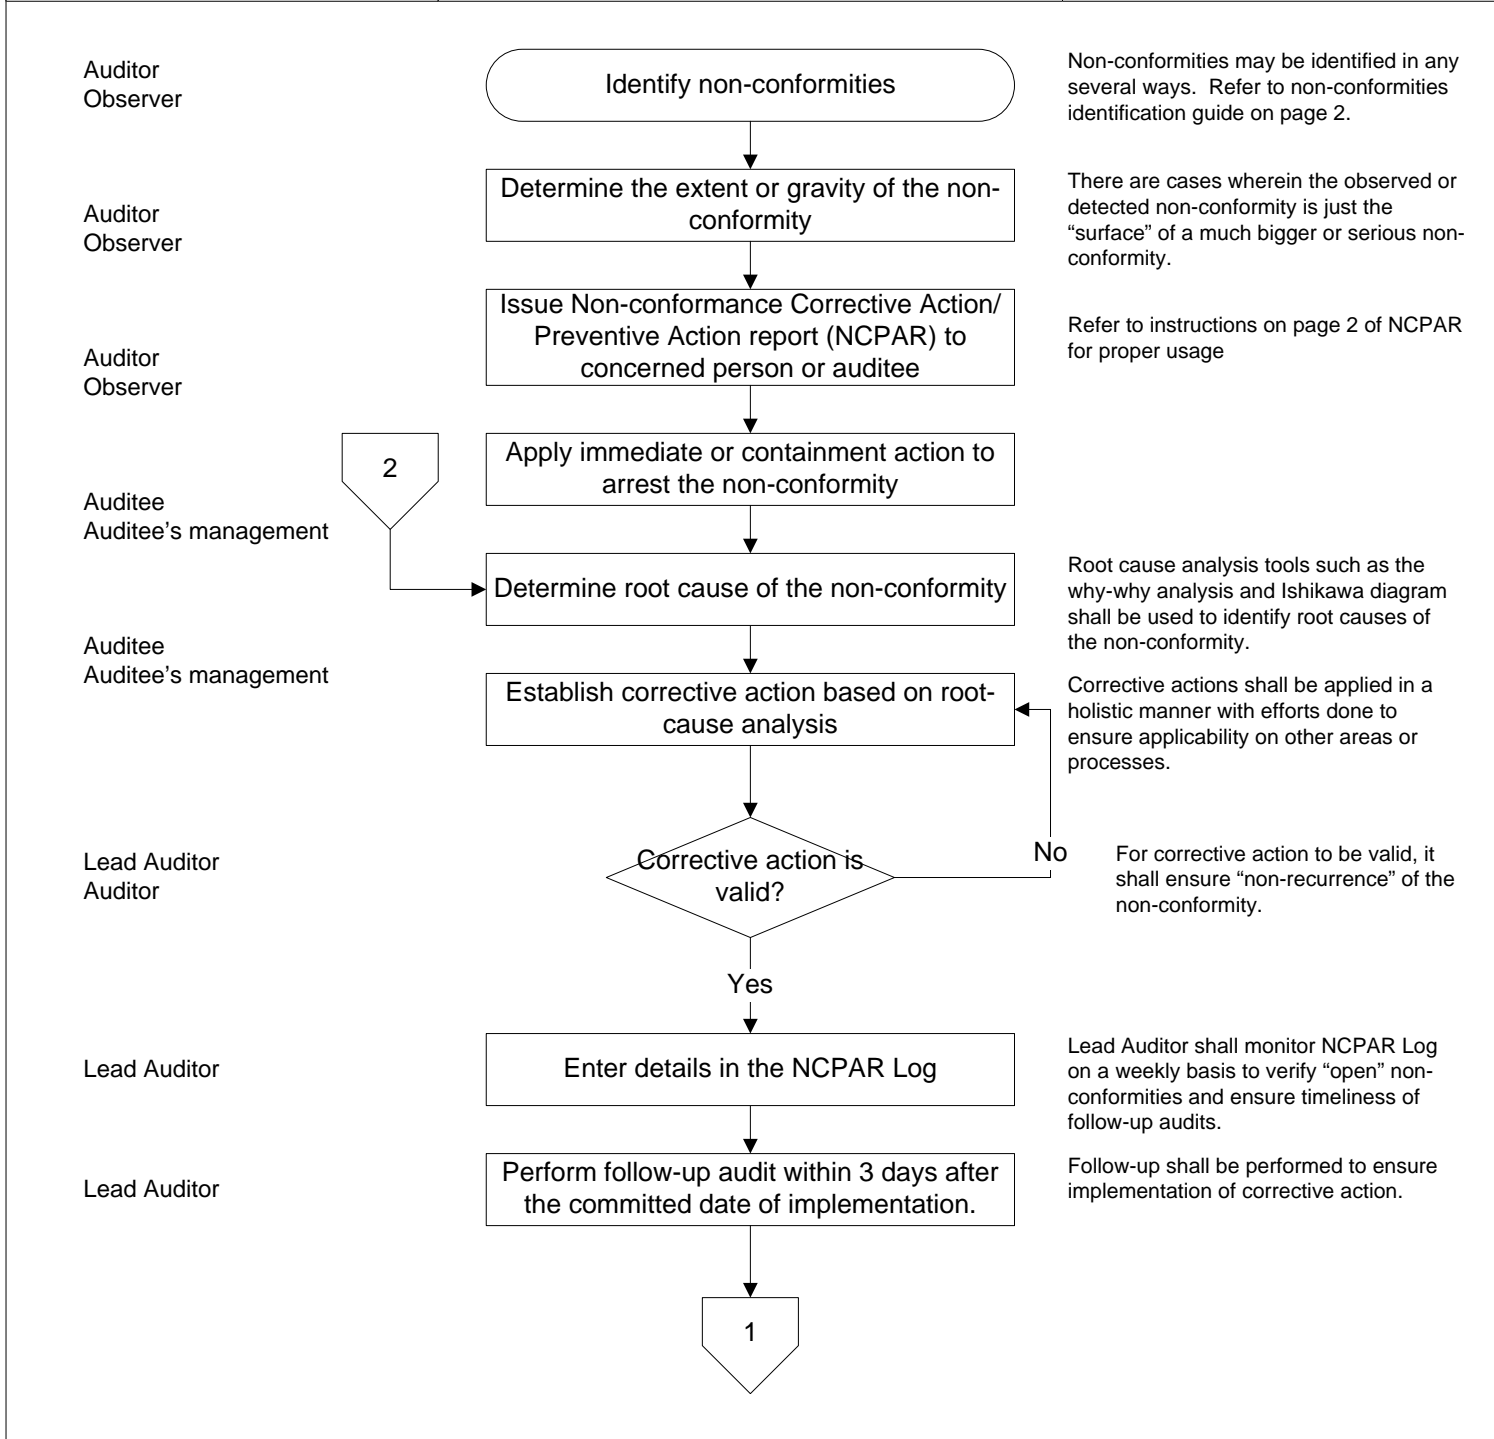 Auditor
Observer
Identify non-conformities
Non-conformities may be identified in any
several ways.  Refer to non-conformities
identification guide on page 2.
Auditor
Observer
Determine the extent or gravity of the non-
conformity
There are cases wherein the observed or
detected non-conformity is just the
“surface” of a much bigger or serious non-
conformity.
Auditor
Observer
Issue Non-conformance Corrective Action/
Preventive Action report (NCPAR) to
concerned person or auditee
Refer to instructions on page 2 of NCPAR
for proper usage
2
Apply immediate or containment action to
arrest the non-conformity
Auditee
Auditee’s management
Determine root cause of the non-conformity
Root cause analysis tools such as the
why-why analysis and Ishikawa diagram
shall be used to identify root causes of
the non-conformity.
Auditee
Auditee’s management
Establish corrective action based on root-
cause analysis
Corrective actions shall be applied in a
holistic manner with efforts done to
ensure applicability on other areas or
processes.
Lead Auditor
Auditor
Corrective action is
valid?
No
For corrective action to be valid, it
shall ensure “non-recurrence” of the
non-conformity.
Yes
Lead Auditor
Enter details in the NCPAR Log
Lead Auditor shall monitor NCPAR Log
on a weekly basis to verify “open” non-
conformities and ensure timeliness of
follow-up audits.
Lead Auditor
Perform follow-up audit within 3 days after
the committed date of implementation.
Follow-up shall be performed to ensure
implementation of corrective action.
1